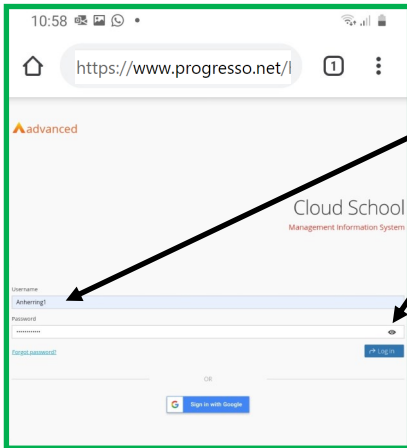 10:58
https://www.progresso.net/l
1
advanced
Cloud School
Management Information System
Username
Anherring1
Password
••••••••••••
Forgot password?
Log in
OR
G Sign in with Google